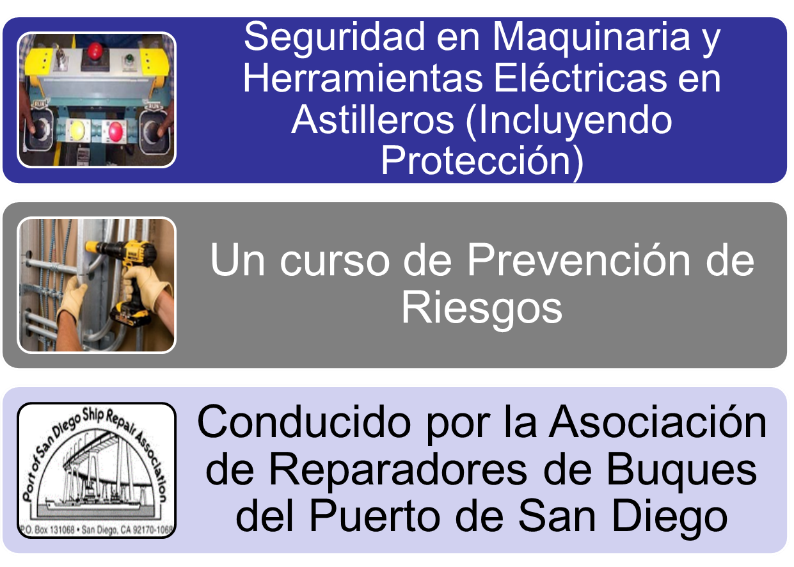 Seguridad en Maquinaria y
Herramientas Eléctricas en
Astilleros (Incluyendo
Protección)
Un curso de Prevención de
Riesgos
Port of San Diego Ship Repair Association
P.O. Box 131068 • San Diego, CA 92170-1068
Conducido por la Asociación
de Reparadores de Buques
del Puerto de San Diego